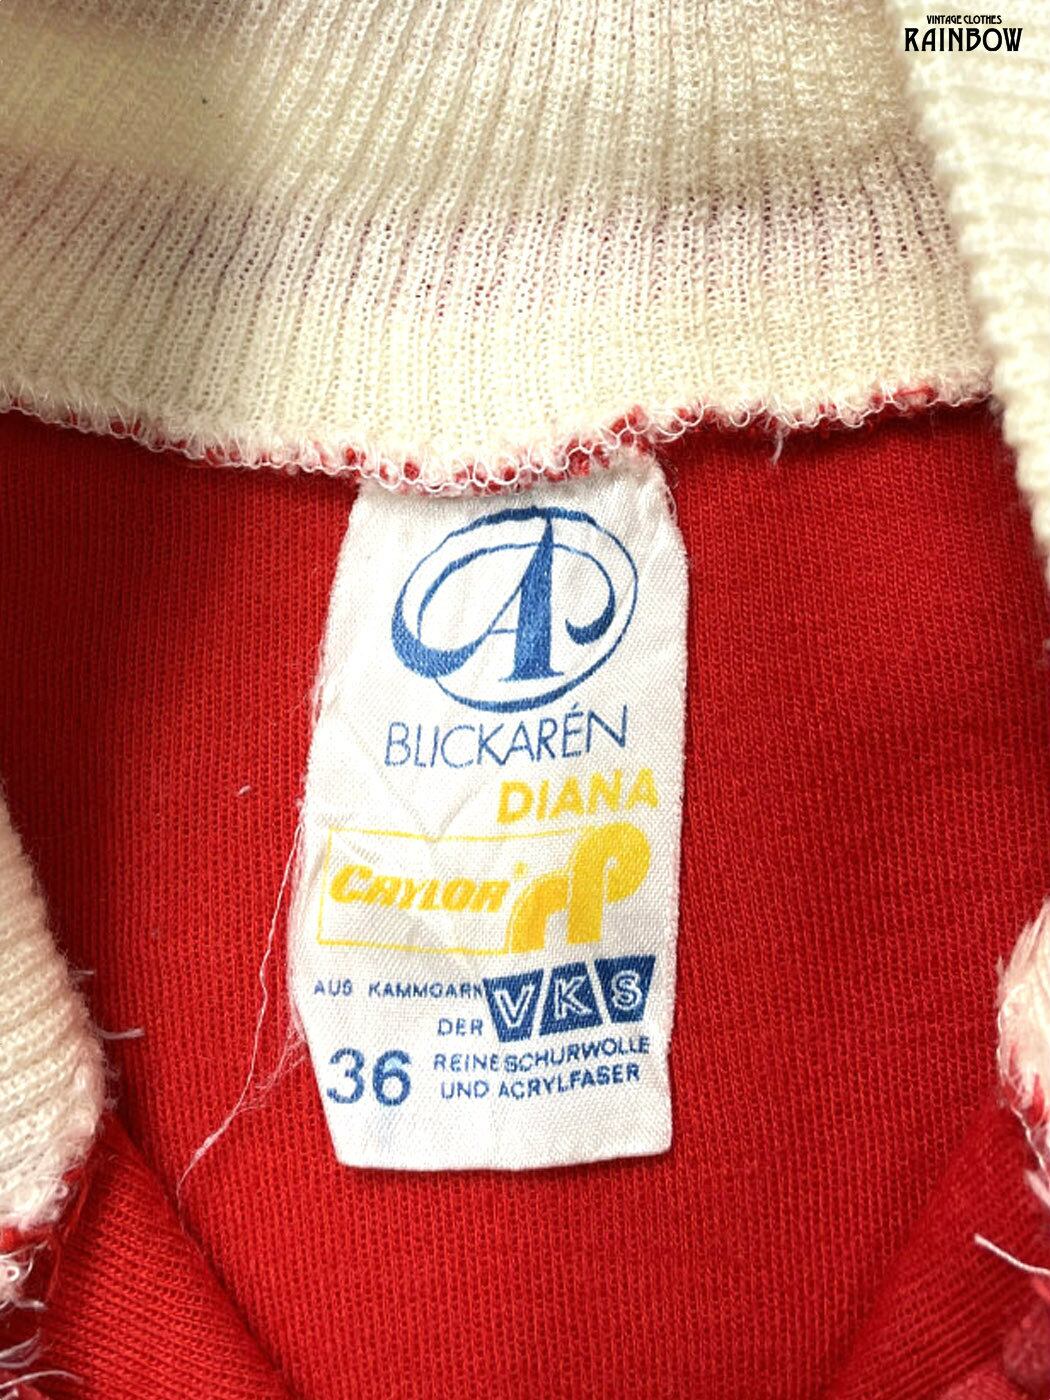 VINTAGE CLOTHES
RAINBOW
A
BLICKARÉN
DIANA
CAYLOR
AUS KAMMGARN
DER VKS
36
REINE SCHURWOLLE
UND ACRYLFASER